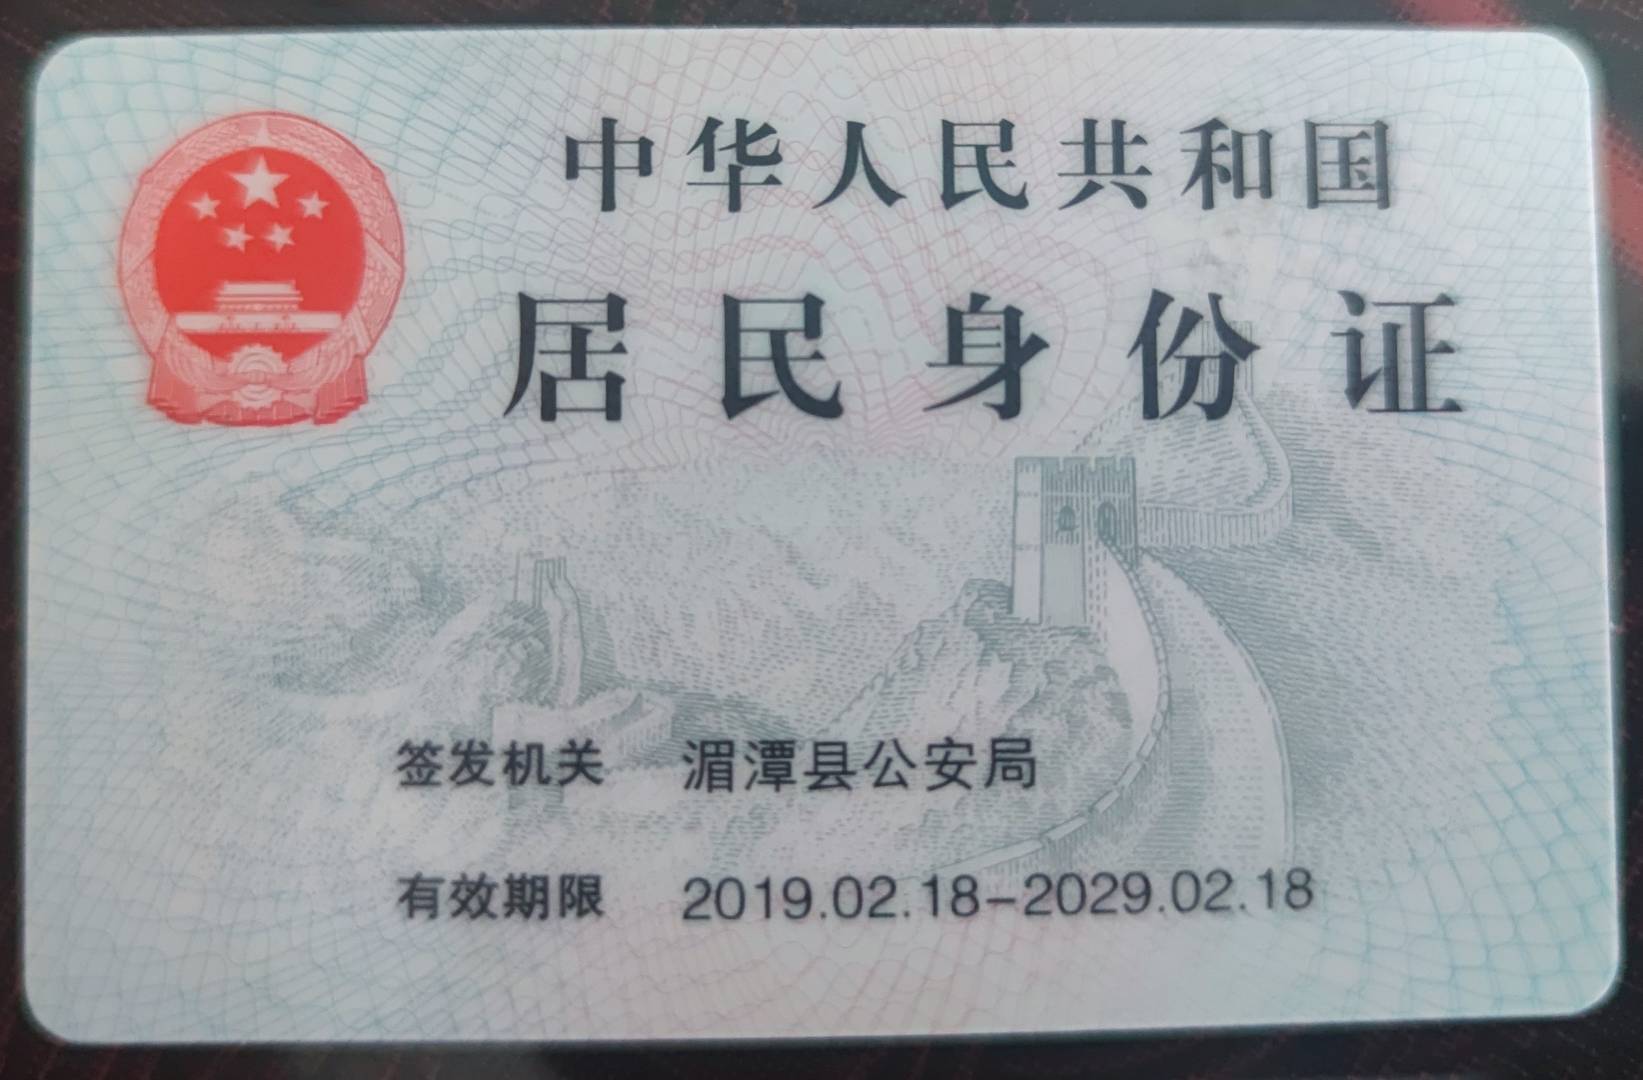 中华人民共和国
居民身份证
签发机关 湄潭县公安局
有效期限 2019.02.18-2029.02.18